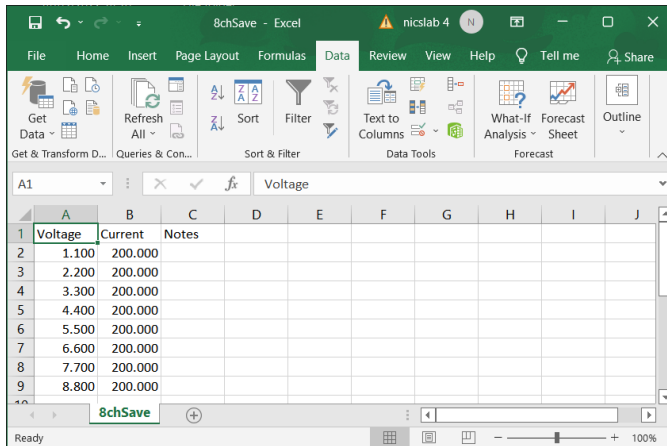 8chSave - Excel
nicslab 4
N
File Home Insert Page Layout Formulas Data Review View Help Tell me Share
Get Data
Refresh All
Sort
Filter
Text to Columns
What-If Analysis
Forecast Sheet
Outline
Get & Transform D... Queries & Con... Sort & Filter Data Tools Forecast
A1 fx Voltage
A B C D E F G H I J
1 Voltage Current Notes
2 1.100 200.000
3 2.200 200.000
4 3.300 200.000
5 4.400 200.000
6 5.500 200.000
7 6.600 200.000
8 7.700 200.000
9 8.800 200.000
8chSave
Ready 100%